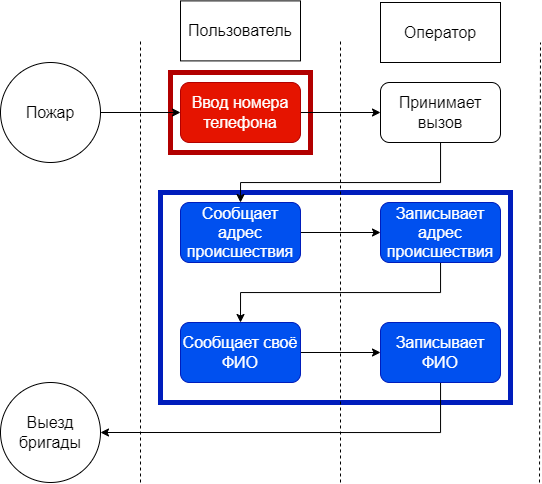 Пользователь
Оператор
Пожар
Ввод номера
телефона
Принимает
вызов
Сообщает
адрес
происшествия
Записывает
адрес
происшествия
Сообщает своё
ФИО
Записывает
ФИО
Выезд
бригады